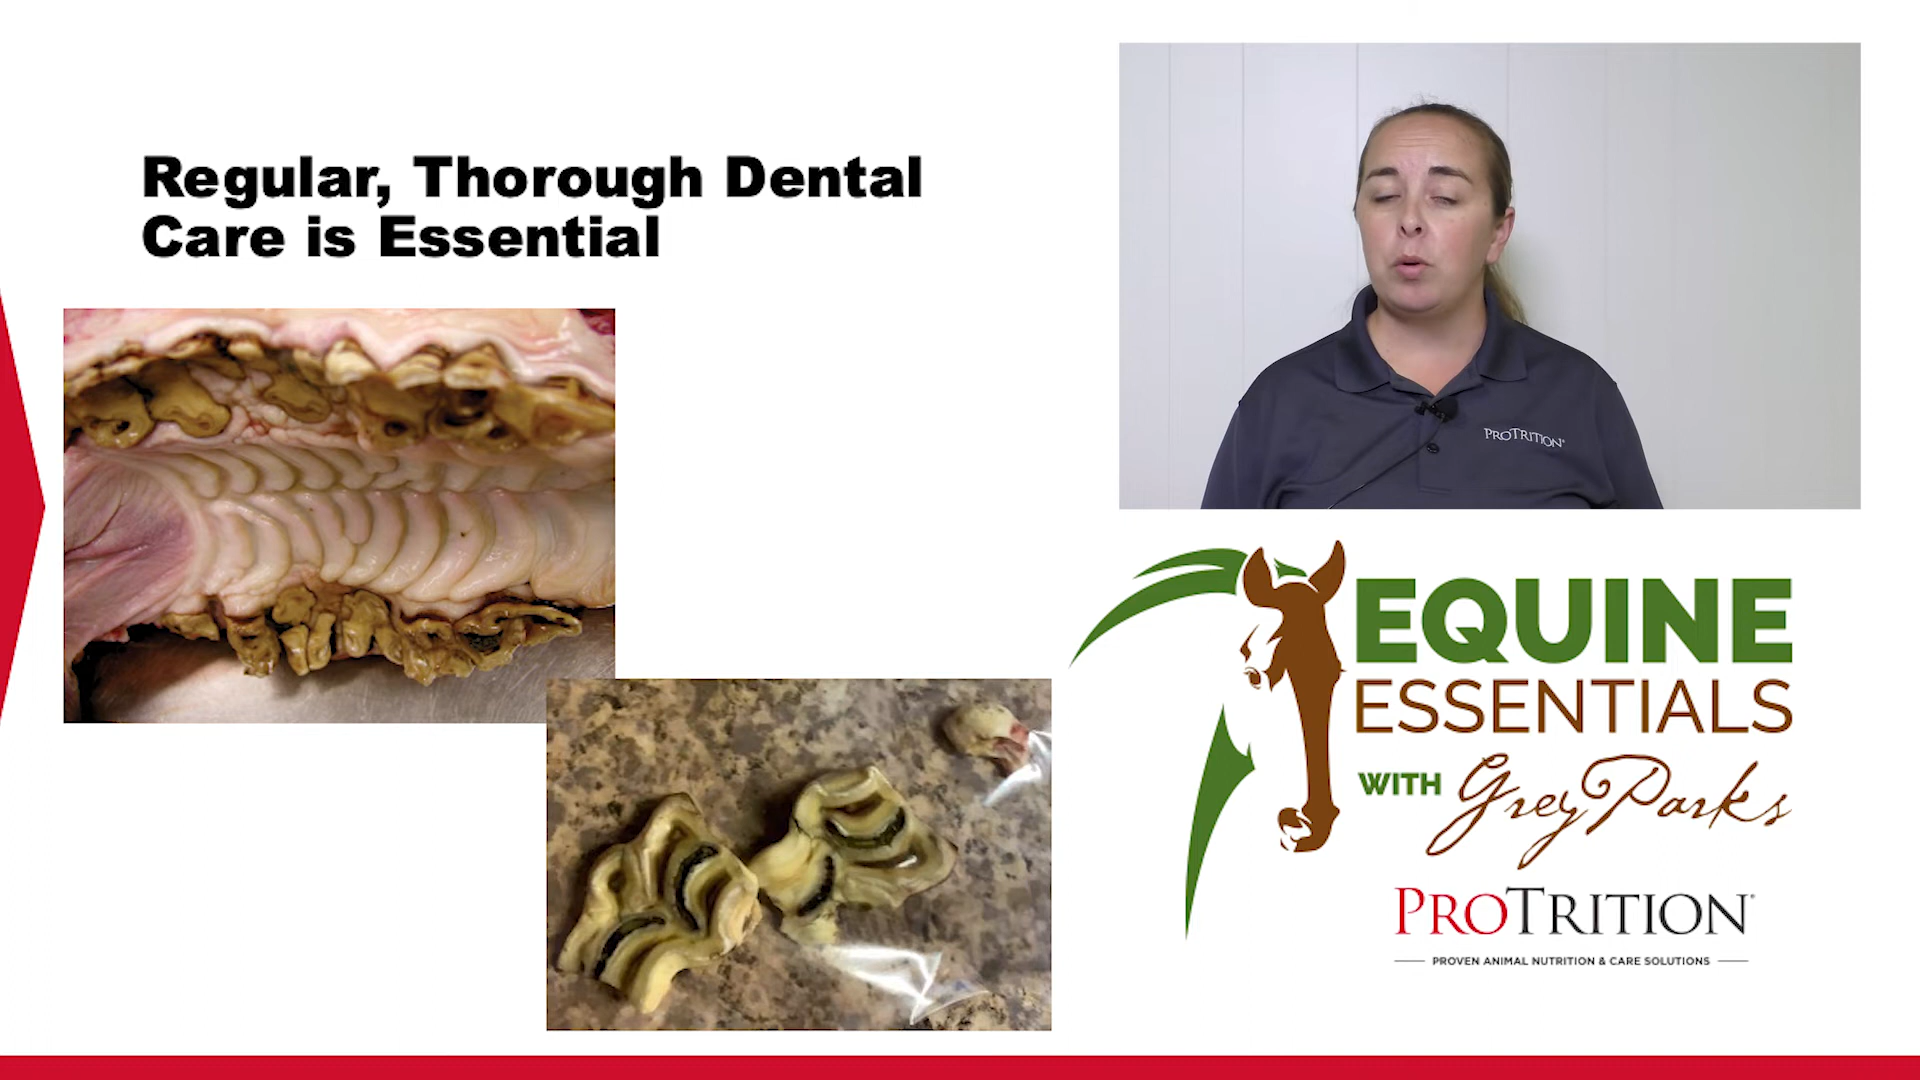 Regular, Thorough Dental
Care is Essential
PROTRITION®
EQUINE
ESSENTIALS
WITH Grey Parks
PROTRITION®
PROVEN ANIMAL NUTRITION & CARE SOLUTIONS